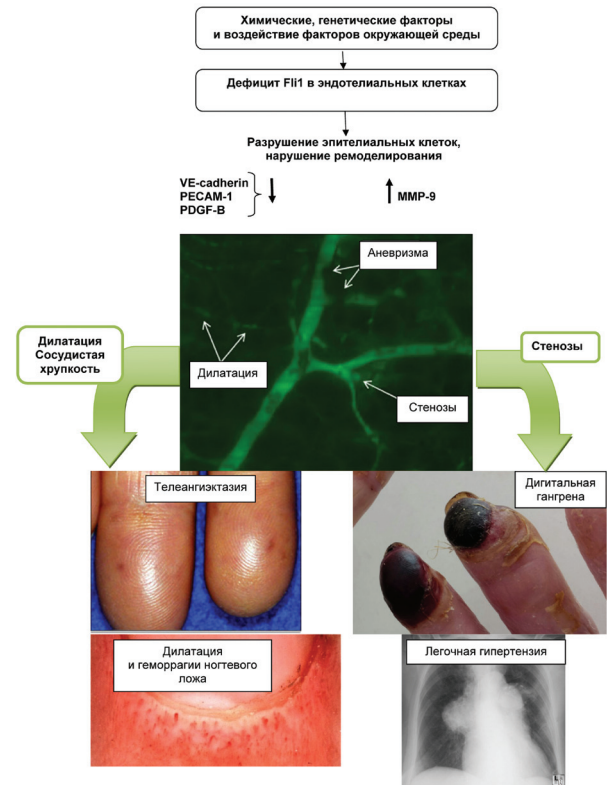 Химические, генетические факторы
и воздействие факторов окружающей среды
Дефицит Fli1 в эндотелиальных клетках
Разрушение эпителиальных клеток,
нарушение ремоделирования
VE-cadherin
PECAM-1
PDGF-B
MMP-9
Аневризма
Дилатация
Сосудистая
хрупкость
Стенозы
Дилатация
Стенозы
Телеангиэктазия
Дигитальная
гангрена
Дилатация
и геморрагии ногтевого
ложа
Легочная гипертензия